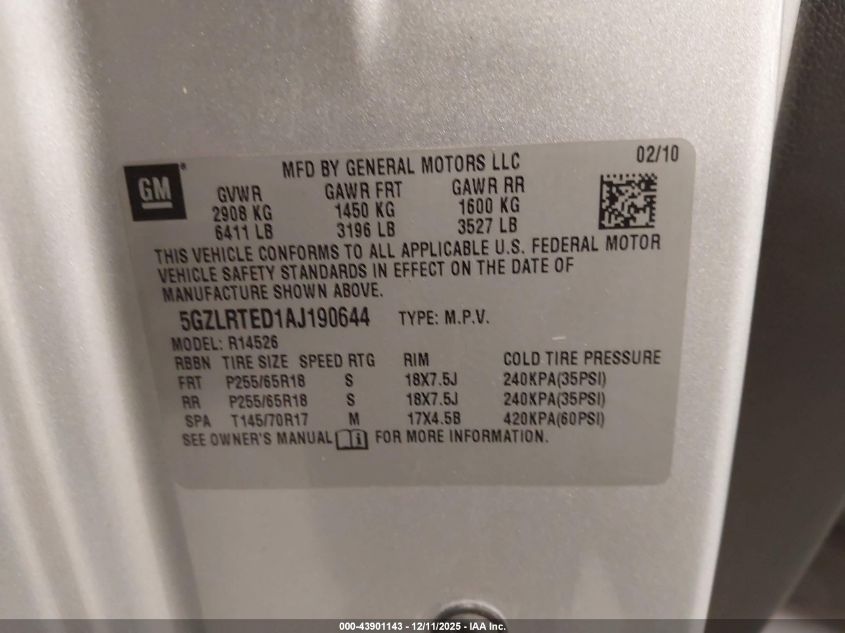 MFD BY GENERAL MOTORS LLC 02/10
GM
GVWR GAWR FRT GAWR RR
2908 KG 1450 KG 1600 KG
6411 LB 3196 LB 3527 LB
THIS VEHICLE CONFORMS TO ALL APPLICABLE U.S. FEDERAL MOTOR
VEHICLE SAFETY STANDARDS IN EFFECT ON THE DATE OF
MANUFACTURE SHOWN ABOVE.
5GZLRTED1AJ190644 TYPE: M.P.V.
MODEL: R14526
RBBN TIRE SIZE SPEED RTG RIM COLD TIRE PRESSURE
FRT P255/65R18 S 18X7.5J 240KPA(35PSI)
RR P255/65R18 S 18X7.5J 240KPA(35PSI)
SPA T145/70R17 M 17X4.5B 420KPA(60PSI)
SEE OWNER'S MANUAL FOR MORE INFORMATION.
000-43901143 - 12/11/2025 - IAA Inc.